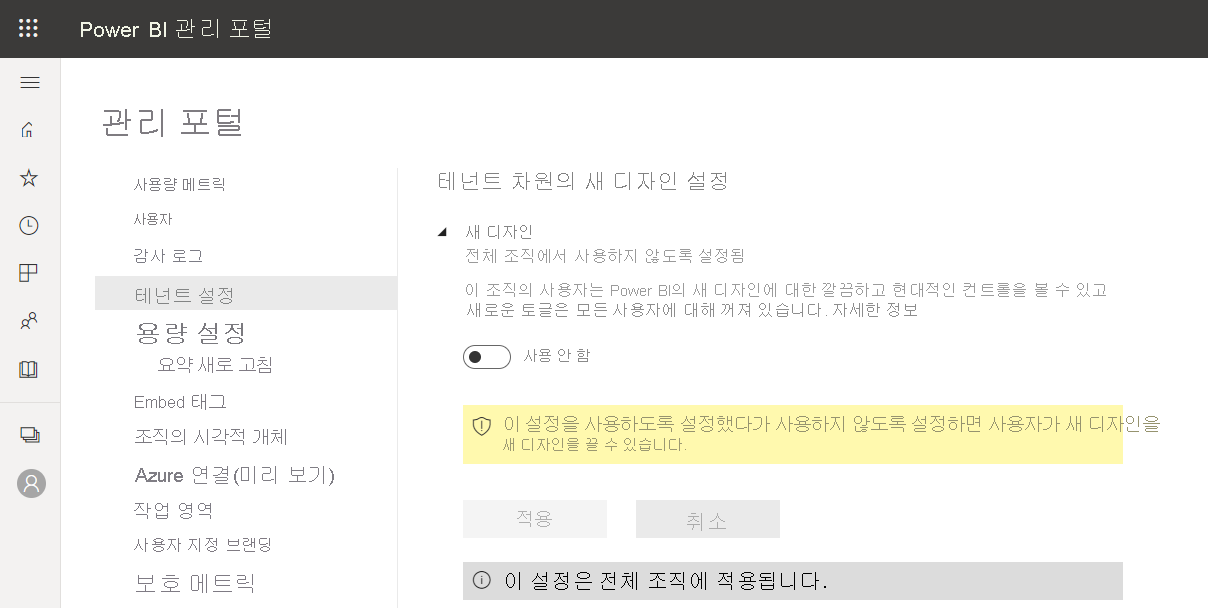 Power BI 관리 포털
관리 포털
사용량 메트릭
사용자
감사 로그
테넌트 설정
용량 설정
요약 새로 고침
Embed 태그
조직의 시각적 개체
Azure 연결(미리 보기)
작업 영역
사용자 지정 브랜딩
보호 메트릭
테넌트 차원의 새 디자인 설정
새 디자인
전체 조직에서 사용하지 않도록 설정됨
이 조직의 사용자는 Power BI의 새 디자인에 대한 깔끔하고 현대적인 컨트롤을 볼 수 있고
새로운 토글은 모든 사용자에 대해 꺼져 있습니다. 자세한 정보
사용 안 함
이 설정을 사용하도록 설정했다가 사용하지 않도록 설정하면 사용자가 새 디자인을
새 디자인을 끌 수 있습니다.
적용
취소
이 설정은 전체 조직에 적용됩니다.